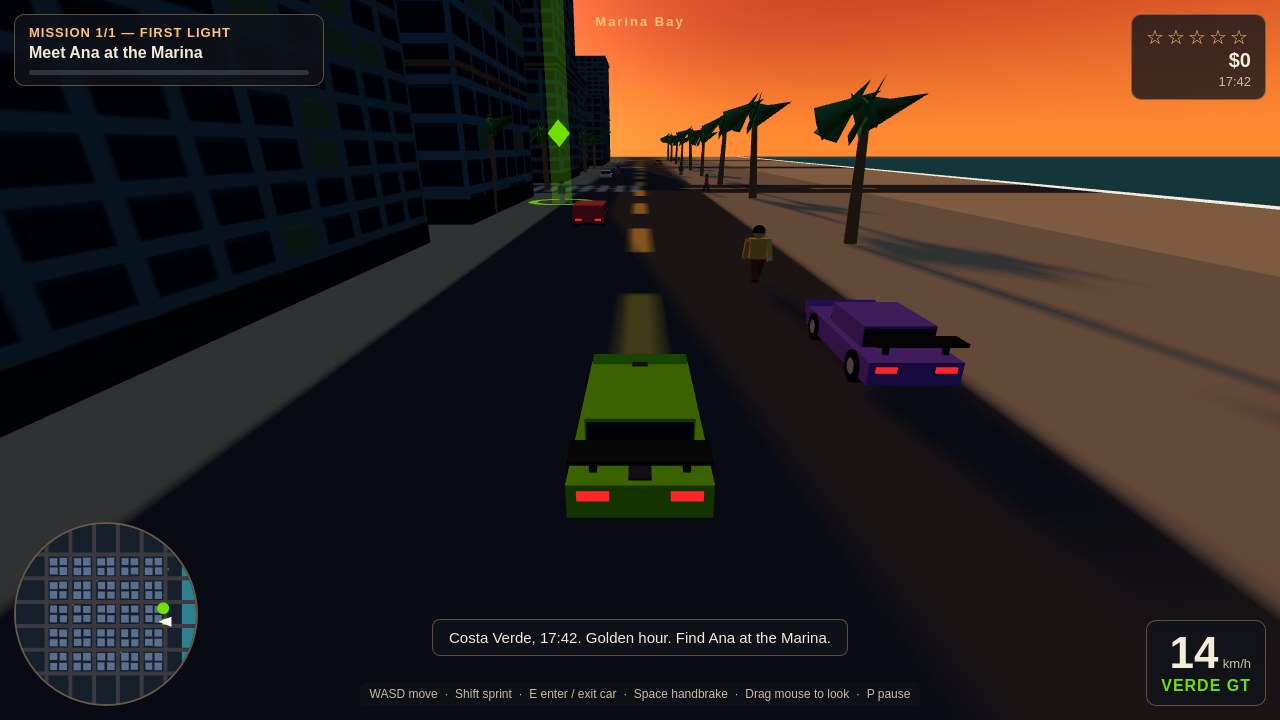 MISSION 1/1 — FIRST LIGHT
Meet Ana at the Marina
Marina Bay
☆☆☆☆☆
$0
17:42
Costa Verde, 17:42. Golden hour. Find Ana at the Marina.
WASD move · Shift sprint · E enter / exit car · Space handbrake · Drag mouse to look · P pause
14 km/h
VERDE GT